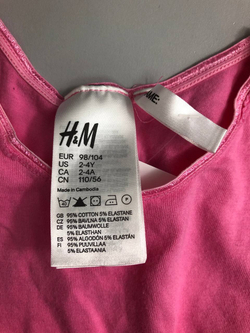 H&M
EUR 98/104
US 2-4Y
CA 2-4A
CN 110/56
Made in Cambodia
GB 95% COTTON 5% ELASTANE
CZ 95% BAVLNA 5% ELASTAN
DE 95% BAUMWOLLE
5% ELASTHAN
ES 95% ALGODÓN 5% ELASTANO
FI 95% PUUVILLAA
5% ELASTAANIA
ME: